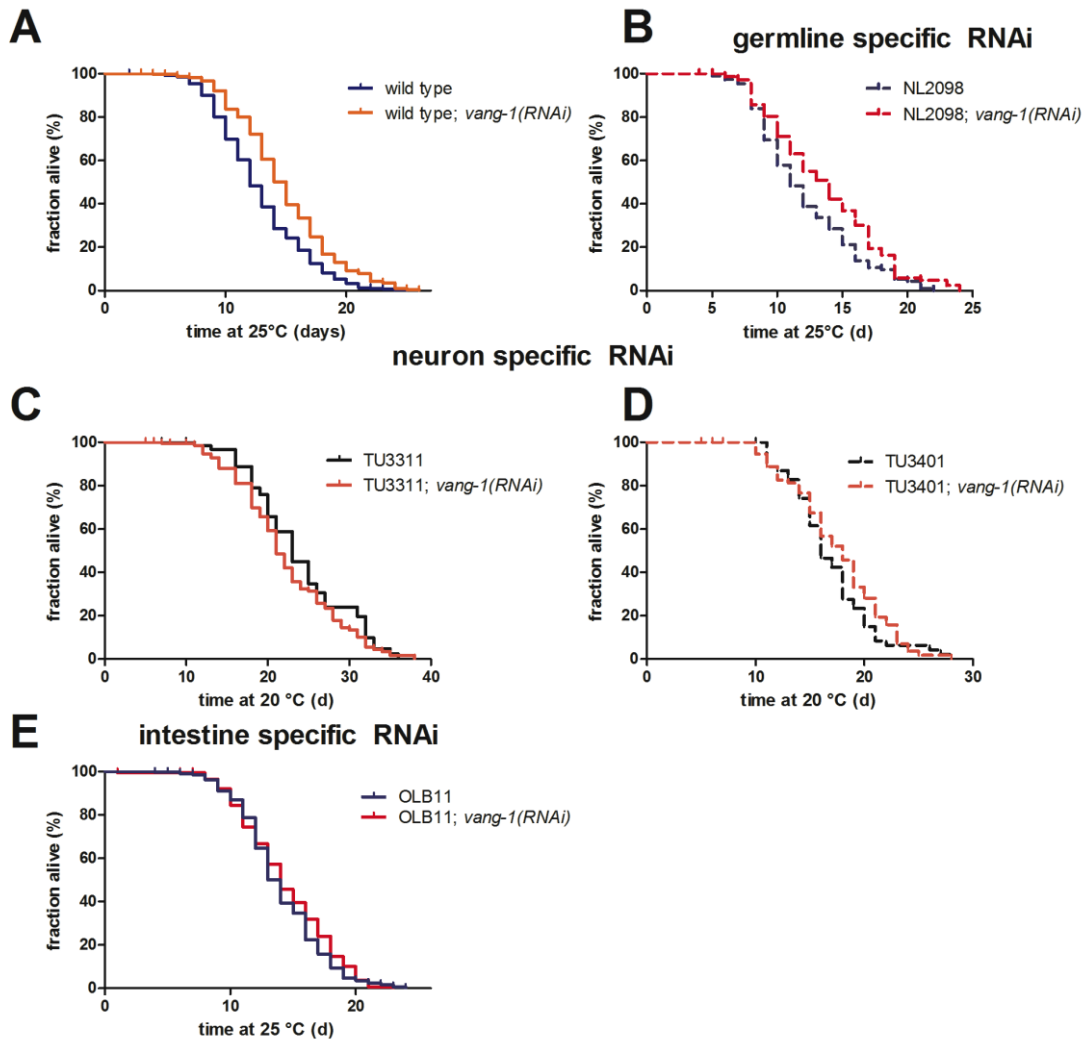 A
wild type
wild type; vang-1(RNAi)
fraction alive (%)
100
80
60
40
20
0
0
10
20
time at 25°C (days)
B
germline specific RNAi
NL2098
NL2098; vang-1(RNAi)
fraction alive (%)
100
80
60
40
20
0
0
5
10
15
20
25
time at 25°C (d)
neuron specific RNAi
C
TU3311
TU3311; vang-1(RNAi)
fraction alive (%)
100
80
60
40
20
0
0
10
20
30
40
time at 20 °C (d)
D
TU3401
TU3401; vang-1(RNAi)
fraction alive (%)
100
80
60
40
20
0
0
10
20
30
time at 20 °C (d)
E
intestine specific RNAi
OLB11
OLB11; vang-1(RNAi)
fraction alive (%)
100
80
60
40
20
0
0
10
20
time at 25 °C (d)